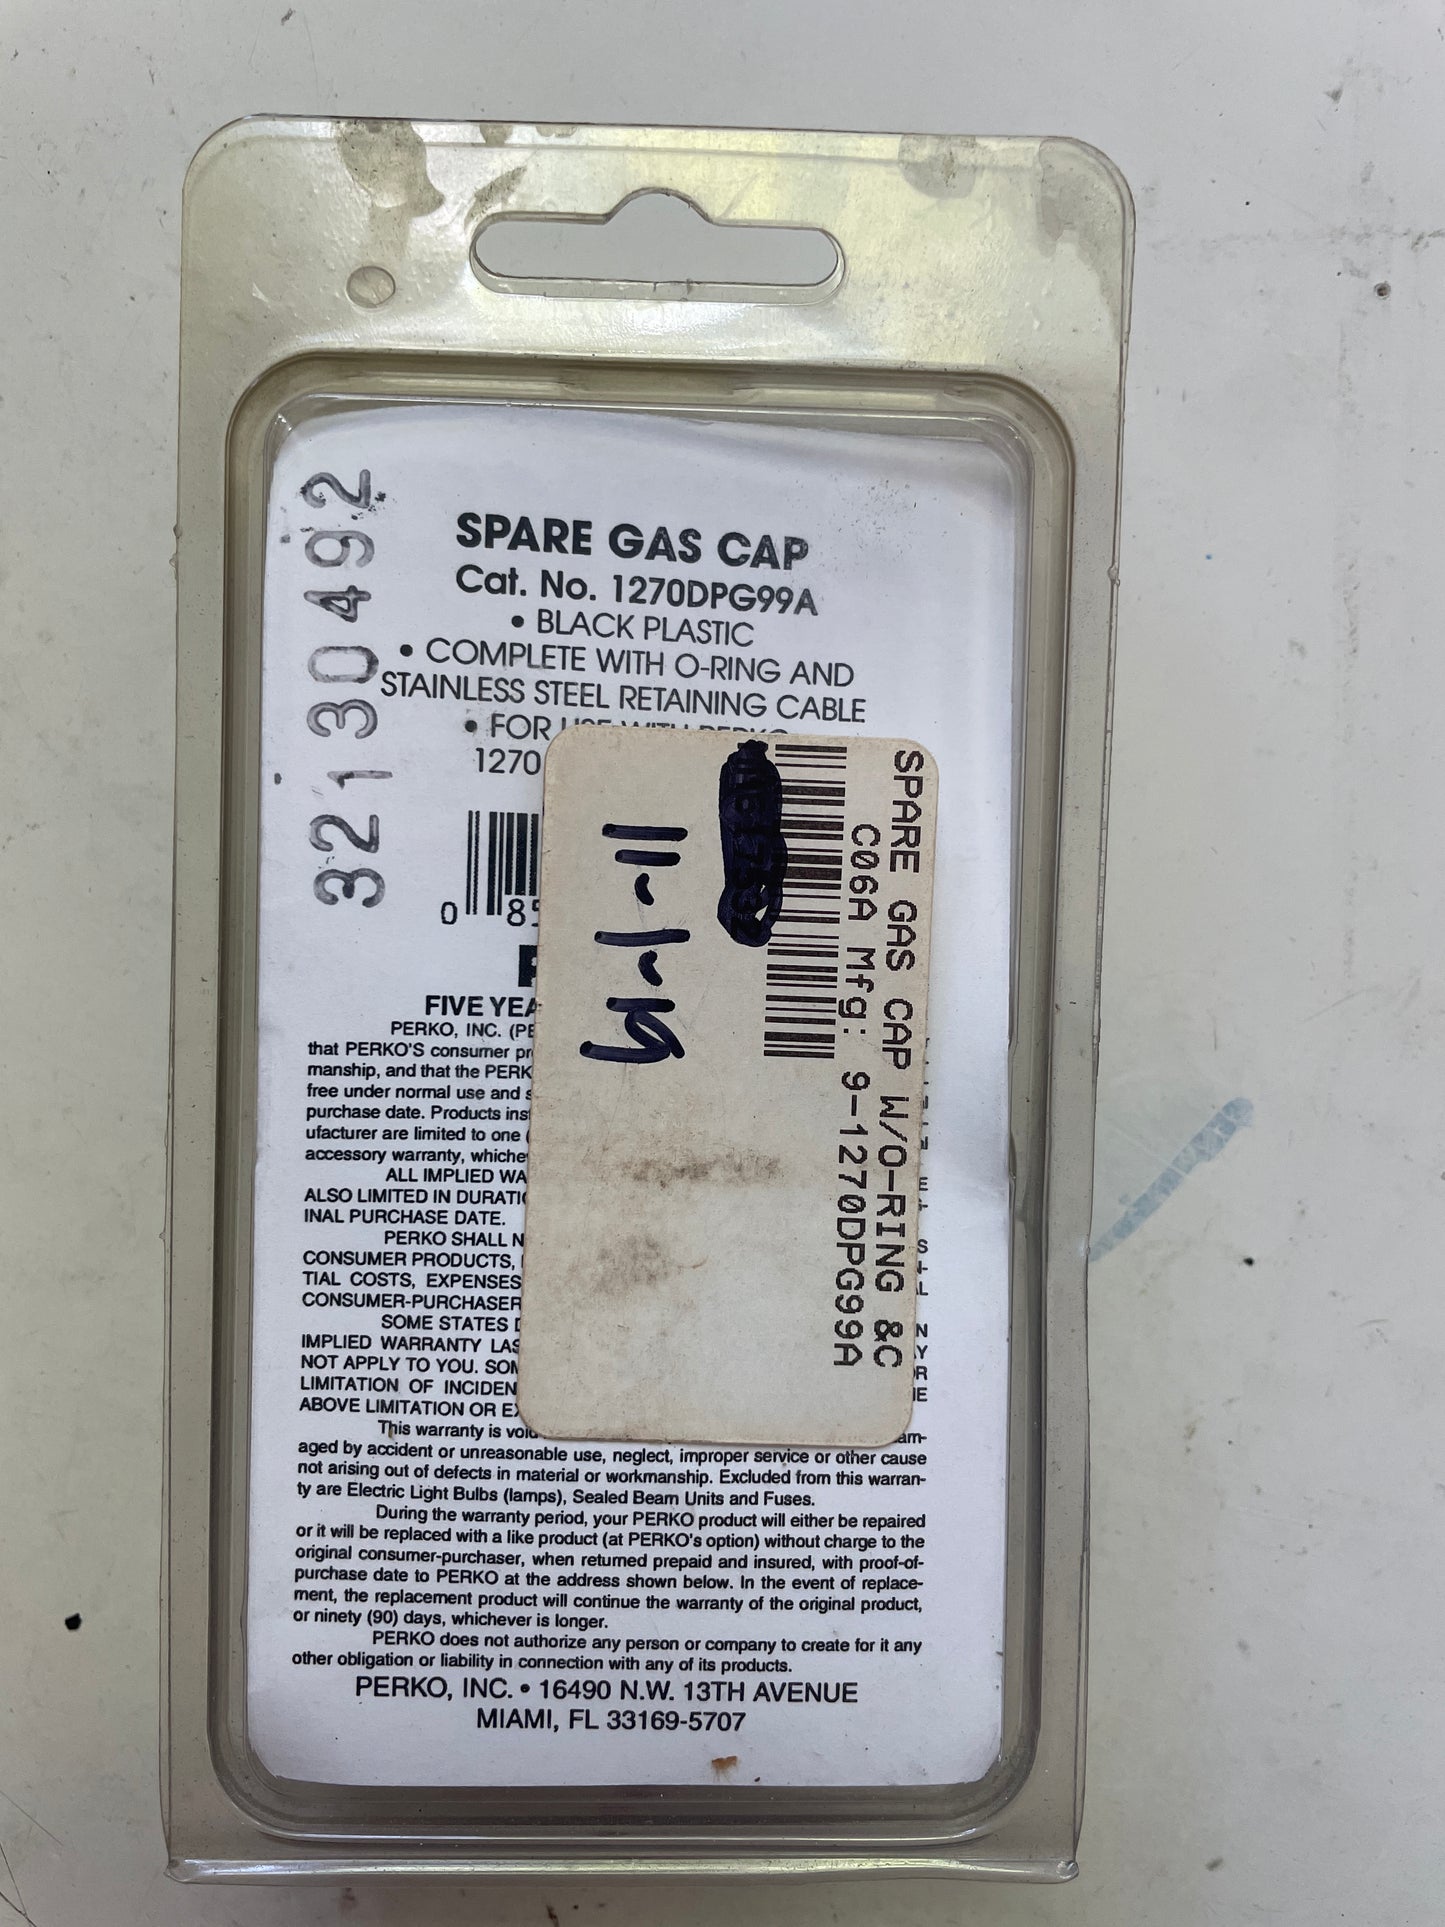 SPARE GAS CAP
Cat. No. 1270DPG99A
• BLACK PLASTIC
• COMPLETE WITH O-RING AND
STAINLESS STEEL RETAINING CABLE
• FOR USE WITH PERKO
1270
32130492
0 85
FIVE YEA
PERKO, INC. (PE
that PERKO'S consumer pr
manship, and that the PERK
free under normal use and s
purchase date. Products inst
ufacturer are limited to one (
accessory warranty, whiche
ALL IMPLIED WA
ALSO LIMITED IN DURATI
INAL PURCHASE DATE.
PERKO SHALL N
CONSUMER PRODUCTS,
TIAL COSTS, EXPENSES
CONSUMER-PURCHASER
SOME STATES D
IMPLIED WARRANTY LAS
NOT APPLY TO YOU. SOM
LIMITATION OF INCIDEN
ABOVE LIMITATION OR EX
This warranty is void am-
aged by accident or unreasonable use, neglect, improper service or other cause
not arising out of defects in material or workmanship. Excluded from this warran-
ty are Electric Light Bulbs (lamps), Sealed Beam Units and Fuses.
During the warranty period, your PERKO product will either be repaired
or it will be replaced with a like product (at PERKO's option) without charge to the
original consumer-purchaser, when returned prepaid and insured, with proof-of-
purchase date to PERKO at the address shown below. In the event of replace-
ment, the replacement product will continue the warranty of the original product,
or ninety (90) days, whichever is longer.
PERKO does not authorize any person or company to create for it any
other obligation or liability in connection with any of its products.
PERKO, INC. • 16490 N.W. 13TH AVENUE
MIAMI, FL 33169-5707
SPARE GAS CAP W/O-RING &C
C06A Mfg: 9-1270DPG99A
11-1-19